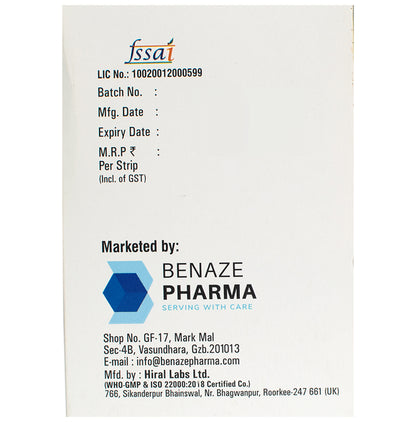 fssai
LIC No.: 10020012000599
Batch No. :
Mfg. Date :
Expiry Date :
M.R.P ₹ :
Per Strip
(Incl. of GST)
Marketed by:
BENAZE
PHARMA
SERVING WITH CARE
Shop No. GF-17, Mark Mal
Sec-4B, Vasundhara, Gzb.201013
E-mail : info@benazepharma.com
Mfd. by : Hiral Labs Ltd.
(WHO-GMP & ISO 22000:2018 Certified Co.)
766, Sikanderpur Bhainswal, Nr. Bhagwanpur, Roorkee-247 661 (UK)